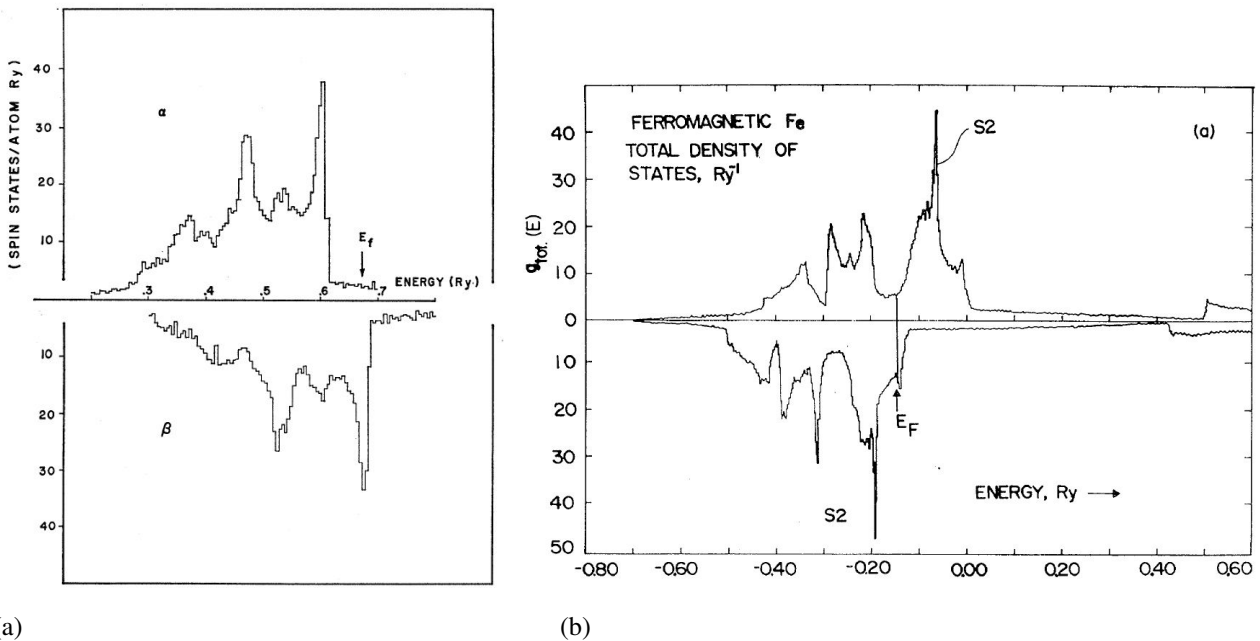 (SPIN STATES/ATOM Ry)
40
30
20
10
α
E_f
ENERGY (Ry)
.3 .4 .5 .6 .7
10
20
30
40
β
a)
g_tot. (E)
40
30
20
10
0
10
20
30
40
50
FERROMAGNETIC Fe
TOTAL DENSITY OF
STATES, Ry⁻¹
S2
(a)
E_F
S2
ENERGY, Ry →
-0.80 -0.60 -0.40 -0.20 0.00 0.20 0.40 0.60
(b)